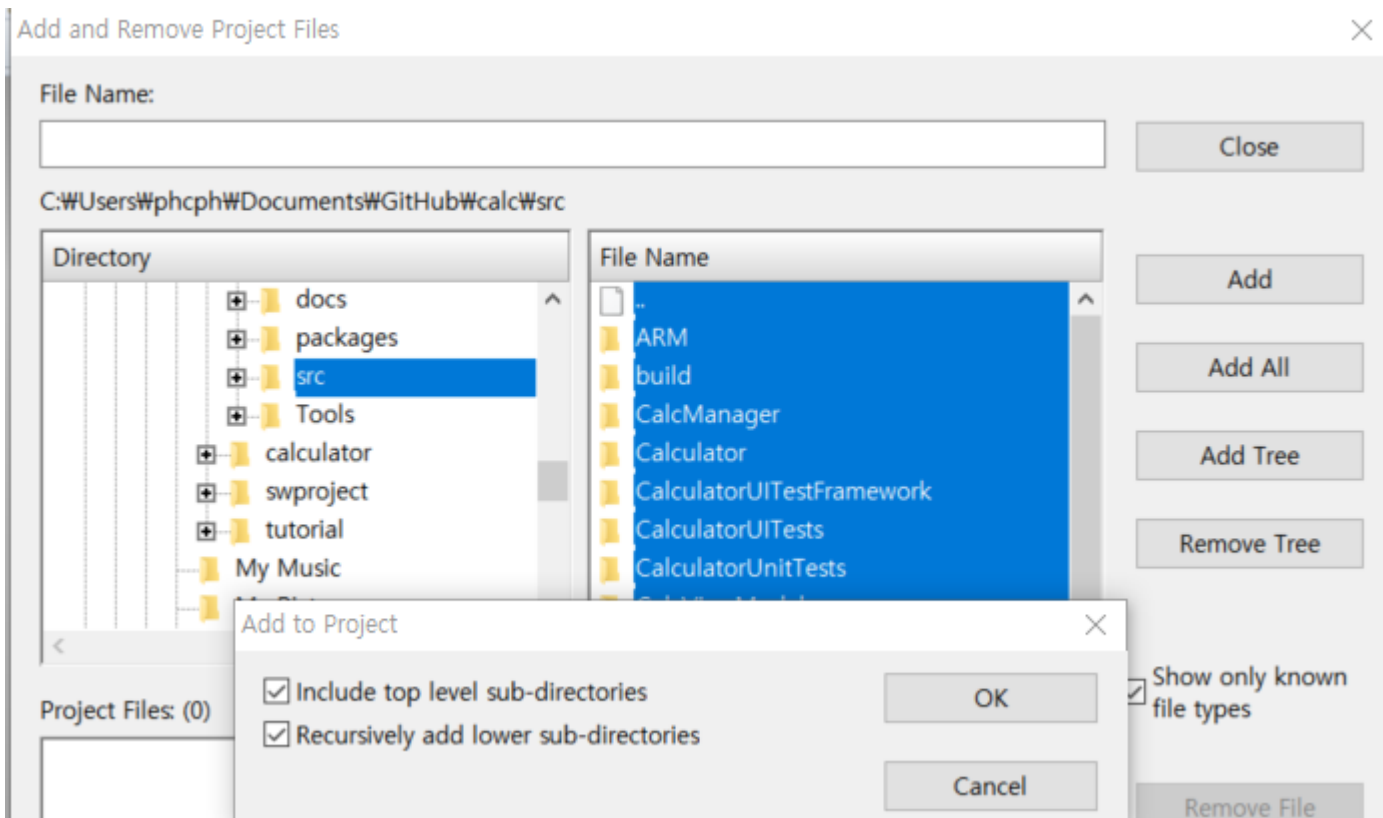 Add and Remove Project Files
File Name:
Close
C:₩Users₩phcph₩Documents₩GitHub₩calc₩src
Directory
File Name
docs
packages
src
Tools
calculator
swproject
tutorial
My Music
..
ARM
build
CalcManager
Calculator
CalculatorUITestFramework
CalculatorUITests
CalculatorUnitTests
Add
Add All
Add Tree
Remove Tree
Add to Project
Include top level sub-directories
Recursively add lower sub-directories
OK
Cancel
Show only known
file types
Project Files: (0)
Remove File